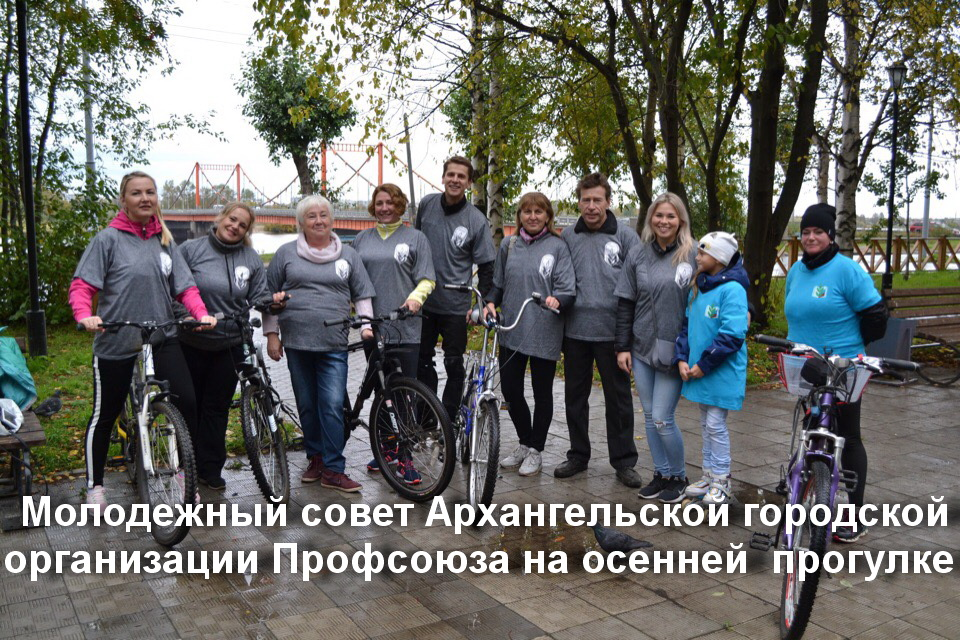 Молодежный совет Архангельской городской
организации Профсоюза на осенней прогулке